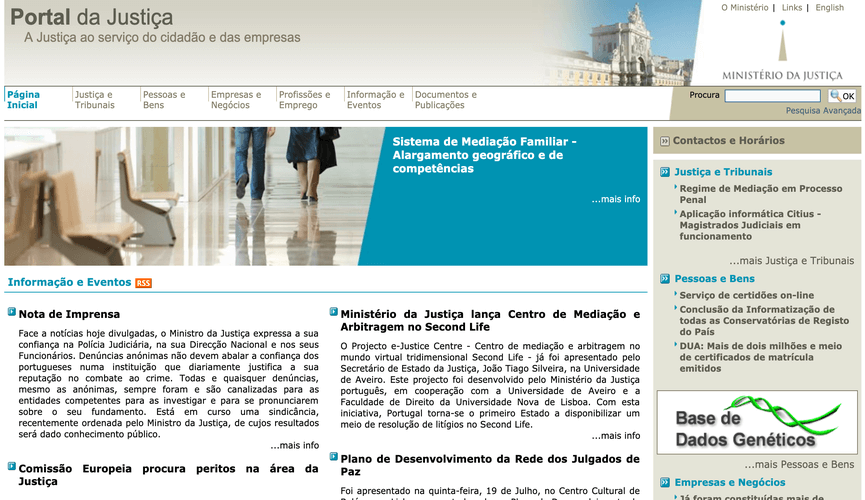 Portal da Justiça
A Justiça ao serviço do cidadão e das empresas
O Ministério | Links | English
MINISTÉRIO DA JUSTIÇA
Página
Inicial
Justiça e
Tribunais
Pessoas e
Bens
Empresas e
Negócios
Profissões e
Emprego
Informação e
Eventos
Documentos e
Publicações
Procura
OK
Pesquisa Avançada
Sistema de Mediação Familiar -
Alargamento geográfico e de
competências
...mais info
Informação e Eventos RSS
Nota de Imprensa
Face a notícias hoje divulgadas, o Ministro da Justiça expressa a sua
confiança na Polícia Judiciária, na sua Direcção Nacional e nos seus
Funcionários. Denúncias anónimas não devem abalar a confiança dos
portugueses numa instituição que diariamente justifica a sua
reputação no combate ao crime. Todas e quaisquer denúncias,
mesmo as anónimas, sempre foram e são canalizadas para as
entidades competentes para as investigar e para se pronunciarem
sobre o seu fundamento. Está em curso uma sindicância,
recentemente ordenada pelo Ministro da Justiça, de cujos resultados
será dado conhecimento público.
...mais info
Comissão Europeia procura peritos na área da
Justiça
Ministério da Justiça lança Centro de Mediação e
Arbitragem no Second Life
O Projecto e-Justice Centre - Centro de mediação e arbitragem no
mundo virtual tridimensional Second Life - já foi apresentado pelo
Secretário de Estado da Justiça, João Tiago Silveira, na Universidade
de Aveiro. Este projecto foi desenvolvido pelo Ministério da Justiça
português, em cooperação com a Universidade de Aveiro e a
Faculdade de Direito da Universidade Nova de Lisboa. Com esta
iniciativa, Portugal torna-se o primeiro Estado a disponibilizar um
meio de resolução de litígios no Second Life.
...mais info
Plano de Desenvolvimento da Rede dos Julgados de
Paz
Foi apresentado na quinta-feira, 19 de Julho, no Centro Cultural de
Contactos e Horários
Justiça e Tribunais
Regime de Mediação em Processo
Penal
Aplicação informática Citius -
Magistrados Judiciais em
funcionamento
...mais Justiça e Tribunais
Pessoas e Bens
Serviço de certidões on-line
Conclusão da Informatização de
todas as Conservatórias de Registo
do País
DUA: Mais de dois milhões e meio
de certificados de matrícula
emitidos
Base de
Dados Genéticos
...mais Pessoas e Bens
Empresas e Negócios
Já foram constituídas mais de